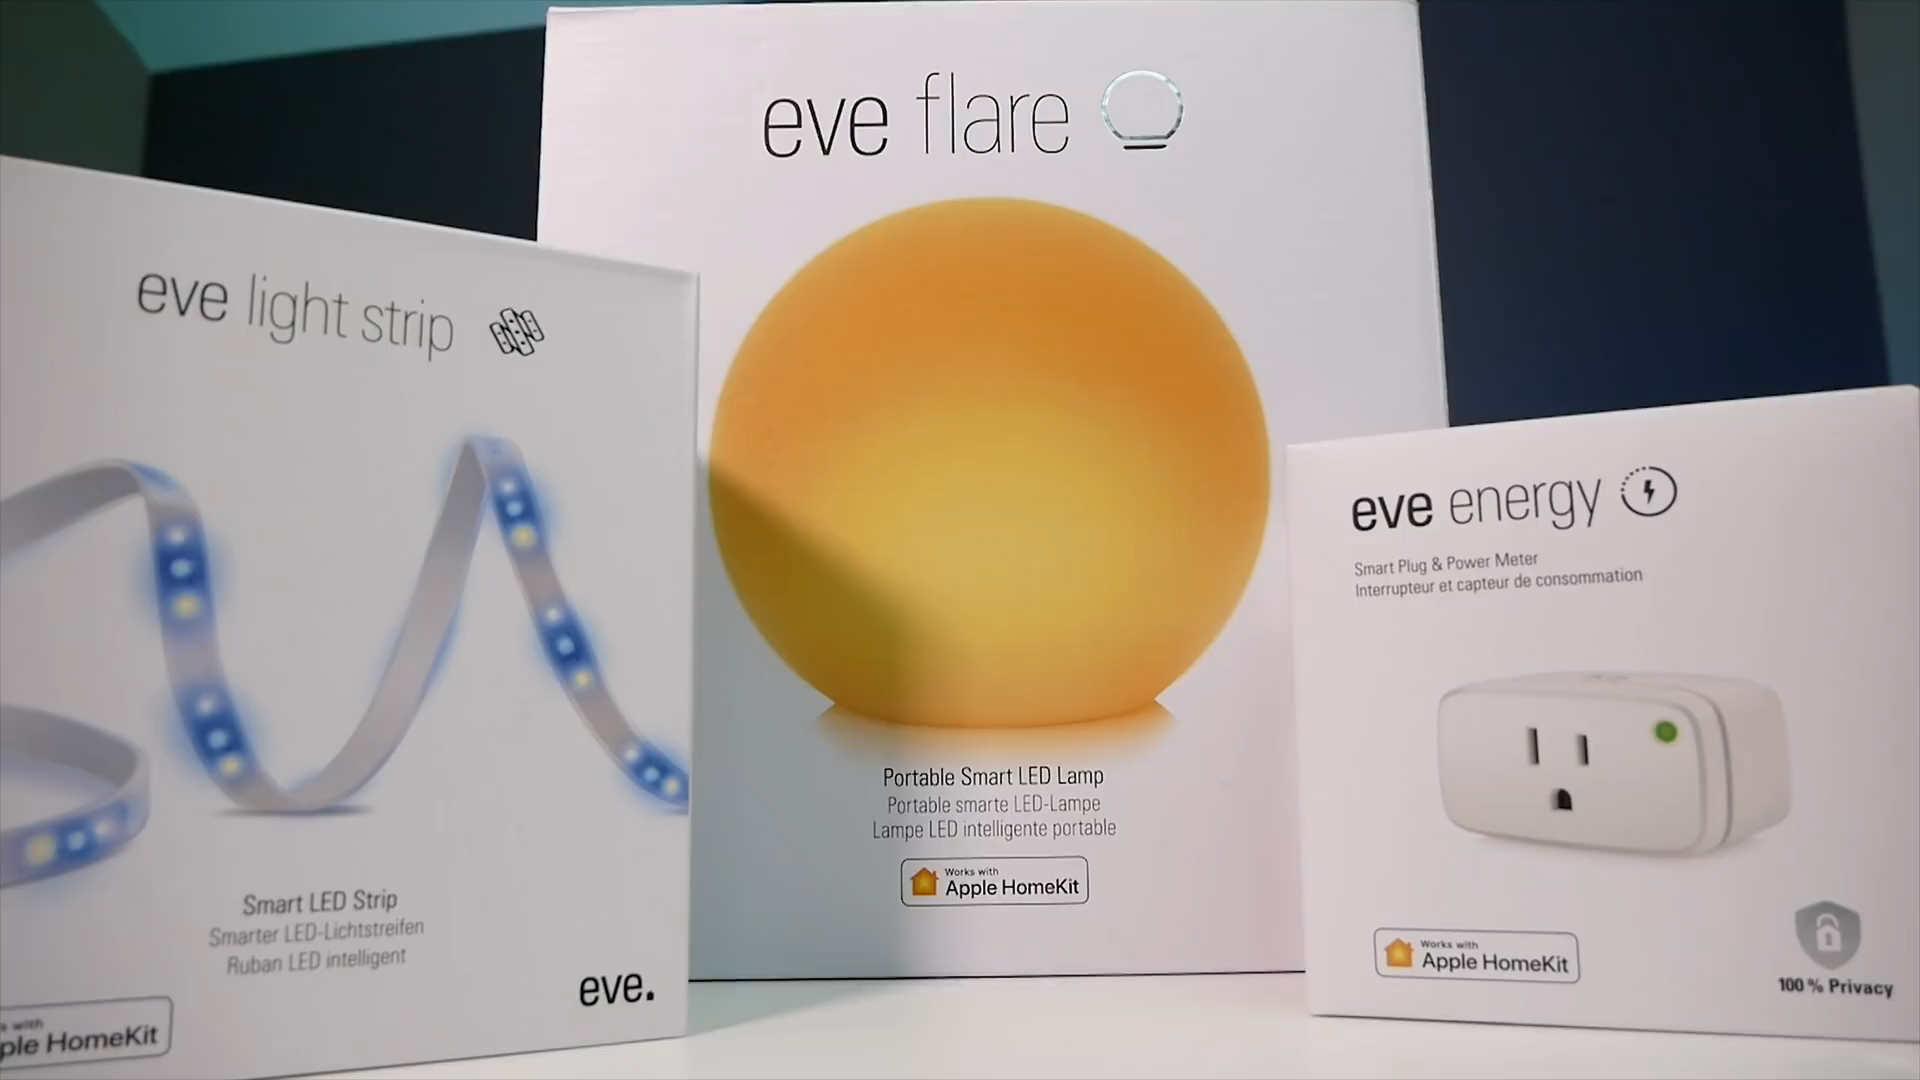 eve light strip
Smart LED Strip
Smarter LED-Lichtstreifen
Ruban LED intelligent
eve.
with
HomeKit
eve flare
Portable Smart LED Lamp
Portable smarte LED-Lampe
Lampe LED intelligente portable
Works with
Apple HomeKit
eve energy
Smart Plug & Power Meter
Interrupteur et capteur de consommation
Works with
Apple HomeKit
100 % Privacy